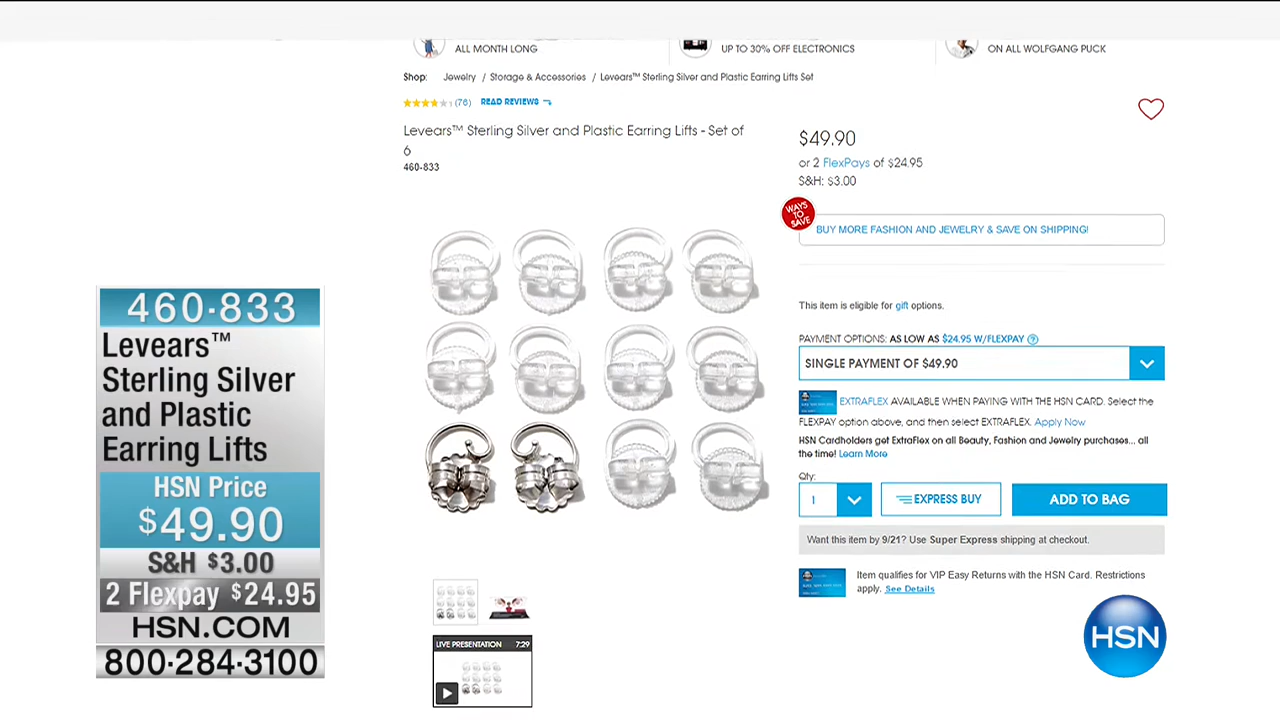 ALL MONTH LONG
UP TO 30% OFF ELECTRONICS
ON ALL WOLFGANG PUCK
Shop: Jewelry / Storage & Accessories / Levears™ Sterling Silver and Plastic Earring Lifts Set
(76) READ REVIEWS
Levears™ Sterling Silver and Plastic Earring Lifts - Set of
6
460-833
$49.90
or 2 FlexPays of $24.95
S&H: $3.00
WAYS
TO
SAVE
BUY MORE FASHION AND JEWELRY & SAVE ON SHIPPING!
This item is eligible for gift options.
PAYMENT OPTIONS: AS LOW AS $24.95 W/FLEXPAY ?
SINGLE PAYMENT OF $49.90
EXTRAFLEX AVAILABLE WHEN PAYING WITH THE HSN CARD. Select the
FLEXPAY option above, and then select EXTRAFLEX. Apply Now
HSN Cardholders get ExtraFlex on all Beauty, Fashion and Jewelry purchases... all
the time! Learn More
Qty:
1
EXPRESS BUY
ADD TO BAG
Want this item by 9/21? Use Super Express shipping at checkout.
Item qualifies for VIP Easy Returns with the HSN Card. Restrictions
apply. See Details
LIVE PRESENTATION 7:29
460-833
Levears™
Sterling Silver
and Plastic
Earring Lifts
HSN Price
$49.90
S&H $3.00
2 Flexpay $24.95
HSN.COM
800-284-3100
HSN